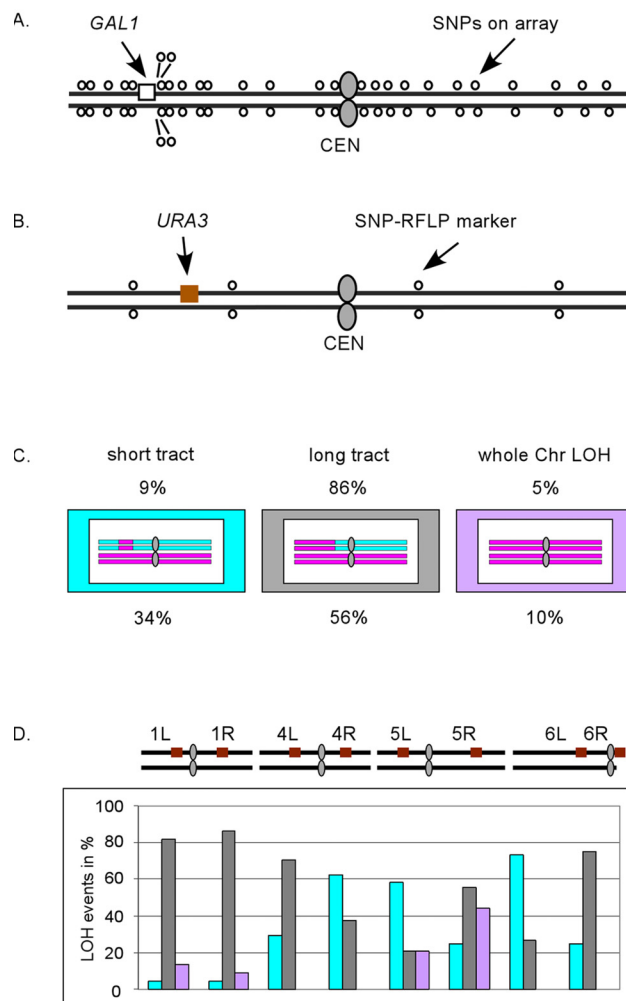 A.
GAL1
SNPs on array
CEN
B.
URA3
SNP-RFLP marker
CEN
C.
short tract long tract whole Chr LOH
9% 86% 5%
34% 56% 10%
D.
1L 1R 4L 4R 5L 5R 6L 6R
LOH events in %
100
80
60
40
20
0